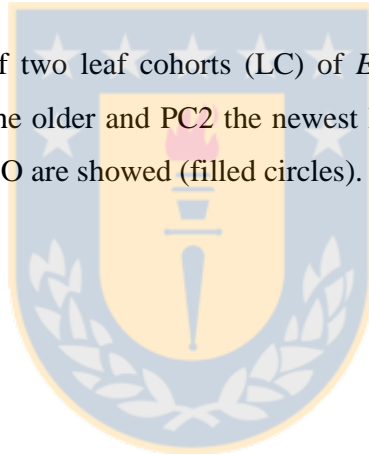 f two leaf cohorts (LC) of E
ne older and PC2 the newest
O are showed (filled circles).